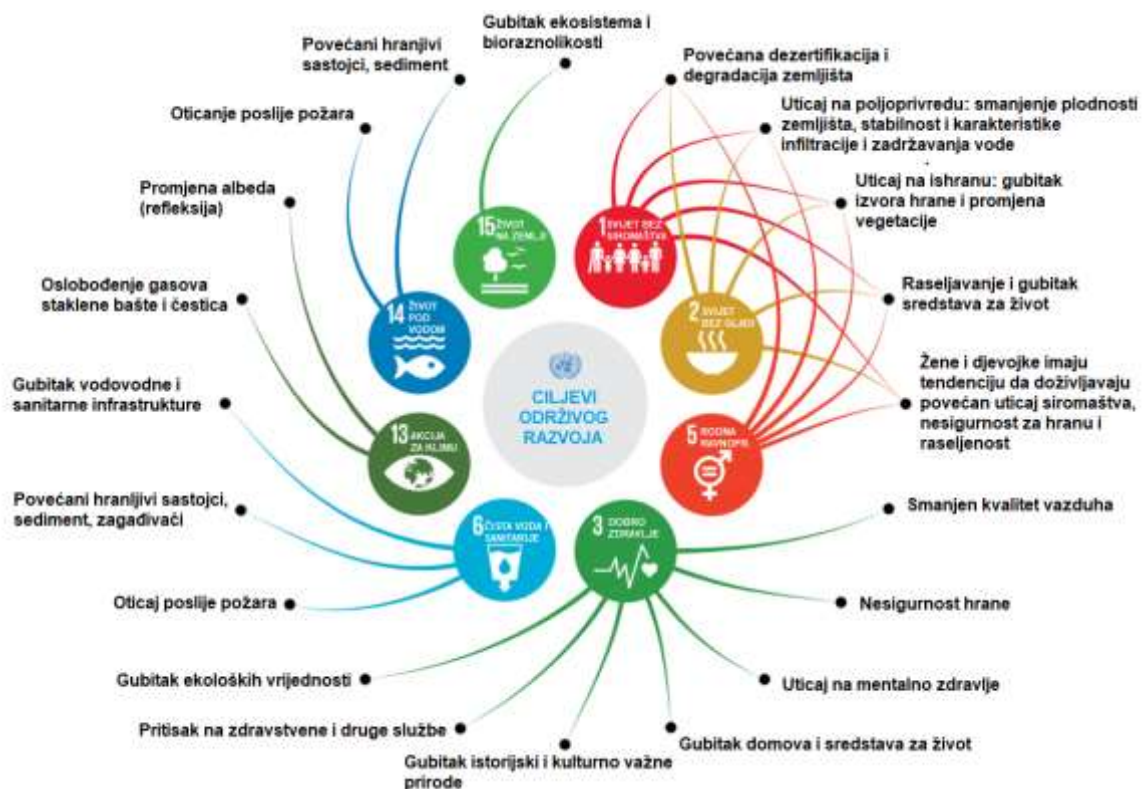 Gubitak ekosistema i
bioraznolikosti
Povećani hranjivi
sastojci, sediment
Povećana dezertifikacija i
degradacija zemljišta
Oticanje poslije požara
Uticaj na poljoprivredu: smanjenje plodnosti
zemljišta, stabilnost i karakteristike
infiltracije i zadržavanja vode
Promjena albeda
(refleksija)
Uticaj na ishranu: gubitak
izvora hrane i promjena
vegetacije
15 ŽIVOT
NA ZEMLJI
1 SVIJET BEZ
SIROMAŠTVA
Oslobođenje gasova
staklene bašte i čestica
Raseljavanje i gubitak
sredstava za život
14 ŽIVOT
POD
VODOM
2 SVIJET
BEZ GLADI
Gubitak vodovodne i
sanitarne infrastrukture
CILJEVI
ODRŽIVOG
RAZVOJA
Žene i djevojke imaju
tendenciju da doživljavaju
povećan uticaj siromaštva,
nesigurnost za hranu i
raseljenost
13 AKCIJA
ZA KLIMU
5 RODNA
Povećani hranljivi sastojci,
sediment, zagađivači
Smanjen kvalitet vazduha
6 ČISTA VODA I
SANITARIJE
3 DOBRO
ZDRAVLJE
Oticaj poslije požara
Nesigurnost hrane
Gubitak ekoloških vrijednosti
Uticaj na mentalno zdravlje
Pritisak na zdravstvene i druge službe
Gubitak domova i sredstava za život
Gubitak istorijski i kulturno važne
prirode